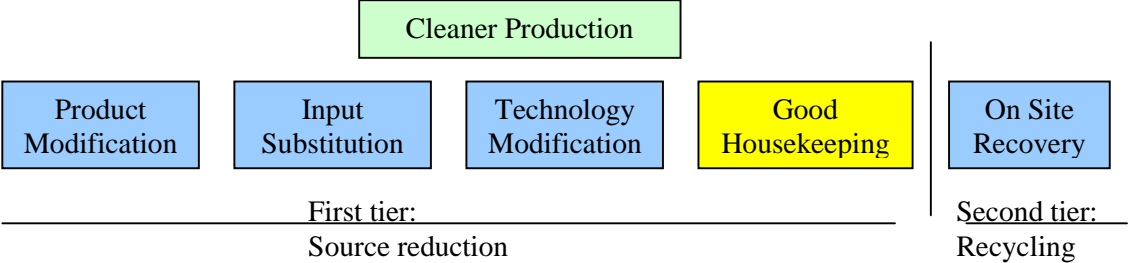 Cleaner Production
Product
Modification
Input
Substitution
Technology
Modification
Good
Housekeeping
On Site
Recovery
First tier:
Source reduction
Second tier:
Recycling